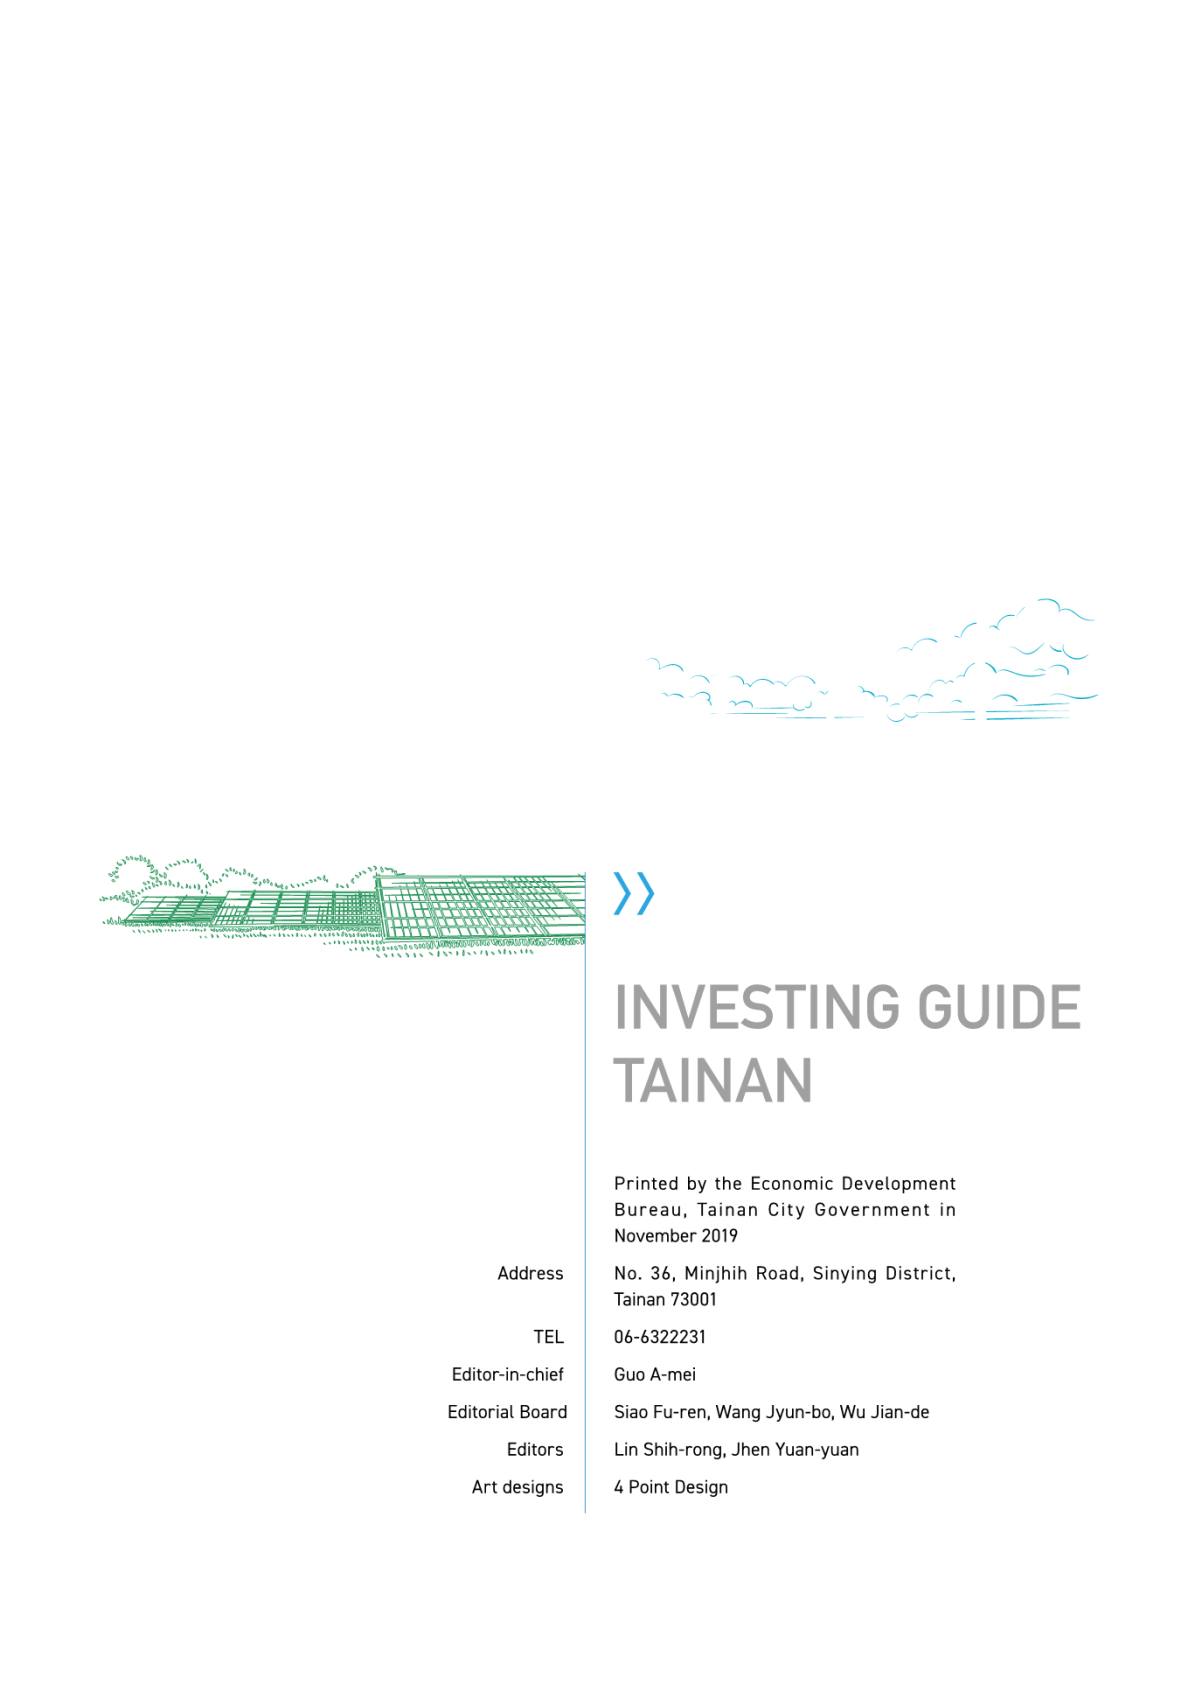 INVESTING GUIDE
TAINAN
Printed by the Economic Development
Bureau, Tainan City Government in
November 2019
Address
No. 36, Minjhih Road, Sinying District,
Tainan 73001
TEL
06-6322231
Editor-in-chief
Guo A-mei
Editorial Board
Siao Fu-ren, Wang Jyun-bo, Wu Jian-de
Editors
Lin Shih-rong, Jhen Yuan-yuan
Art designs
4 Point Design